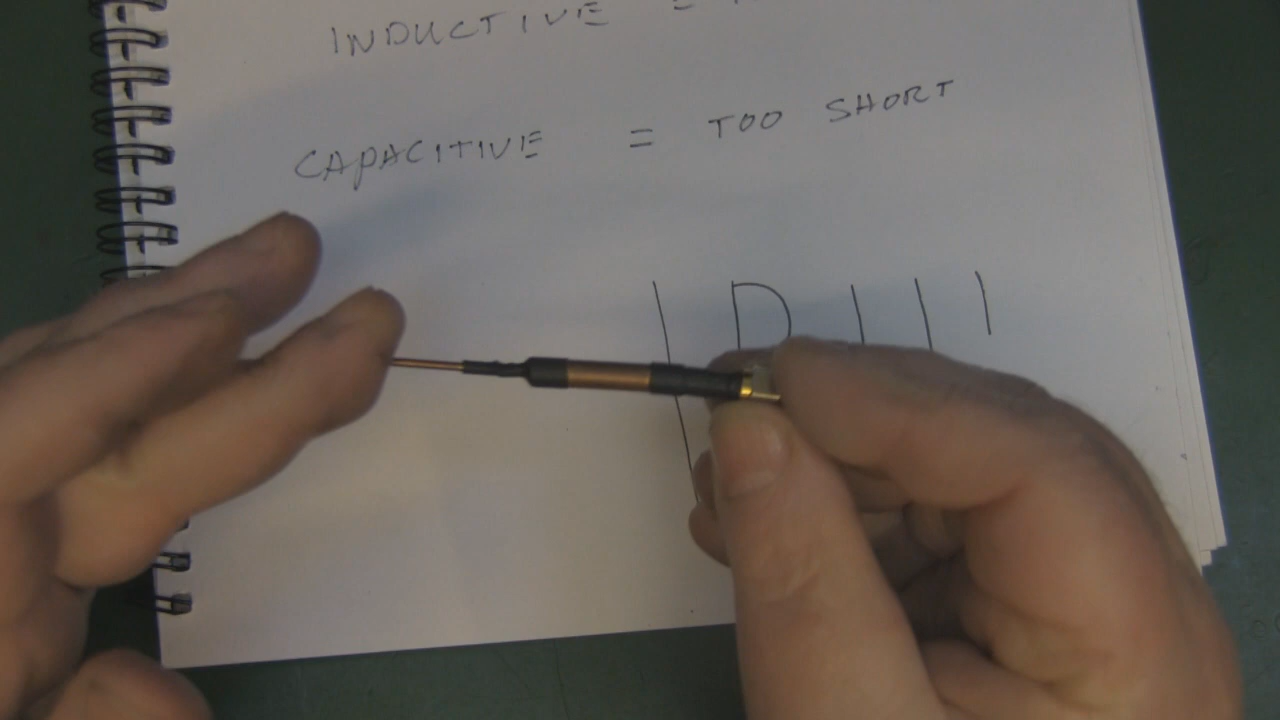 INDUCTIVE =
CAPACITIVE = TOO SHORT